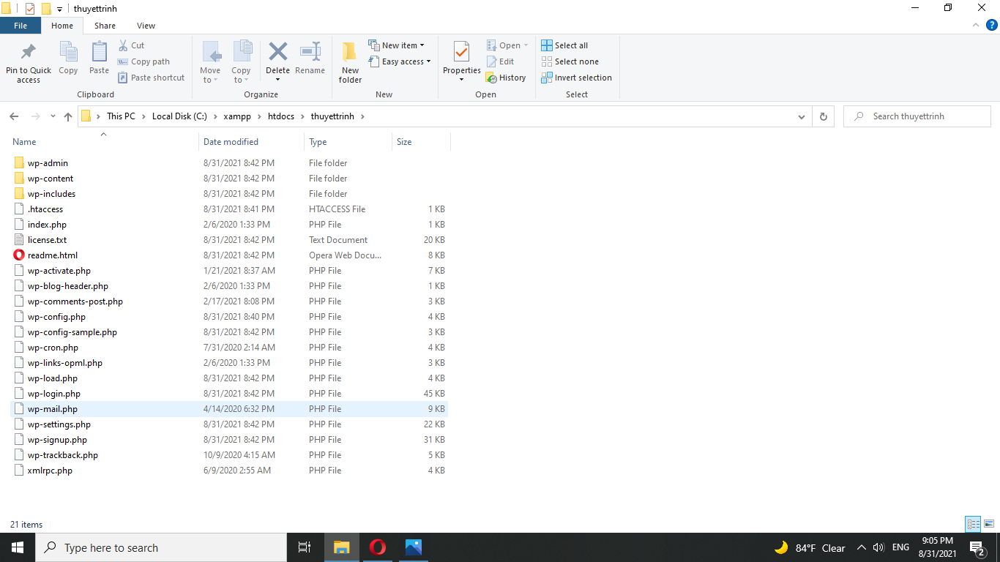 thuyettrinh
File Home Share View
Pin to Quick access
Copy
Paste
Cut
Copy path
Paste shortcut
Clipboard
Move to
Copy to
Delete
Rename
Organize
New folder
New item
Easy access
New
Properties
Open
Edit
History
Open
Select all
Select none
Invert selection
Select
This PC Local Disk (C:) xampp htdocs thuyettrinh
Search thuyettrinh
Name Date modified Type Size
wp-admin 8/31/2021 8:42 PM File folder
wp-content 8/31/2021 8:42 PM File folder
wp-includes 8/31/2021 8:42 PM File folder
.htaccess 8/31/2021 8:41 PM HTACCESS File 1 KB
index.php 2/6/2020 1:33 PM PHP File 1 KB
license.txt 8/31/2021 8:42 PM Text Document 20 KB
readme.html 8/31/2021 8:42 PM Opera Web Docu... 8 KB
wp-activate.php 1/21/2021 8:37 AM PHP File 7 KB
wp-blog-header.php 2/6/2020 1:33 PM PHP File 1 KB
wp-comments-post.php 2/17/2021 8:08 PM PHP File 3 KB
wp-config.php 8/31/2021 8:40 PM PHP File 4 KB
wp-config-sample.php 8/31/2021 8:42 PM PHP File 3 KB
wp-cron.php 7/31/2020 2:14 AM PHP File 4 KB
wp-links-opml.php 2/6/2020 1:33 PM PHP File 3 KB
wp-load.php 8/31/2021 8:42 PM PHP File 4 KB
wp-login.php 8/31/2021 8:42 PM PHP File 45 KB
wp-mail.php 4/14/2020 6:32 PM PHP File 9 KB
wp-settings.php 8/31/2021 8:42 PM PHP File 22 KB
wp-signup.php 8/31/2021 8:42 PM PHP File 31 KB
wp-trackback.php 10/9/2020 4:15 AM PHP File 5 KB
xmlrpc.php 6/9/2020 2:55 AM PHP File 4 KB
21 items
Type here to search
84°F Clear
ENG
9:05 PM
8/31/2021
2